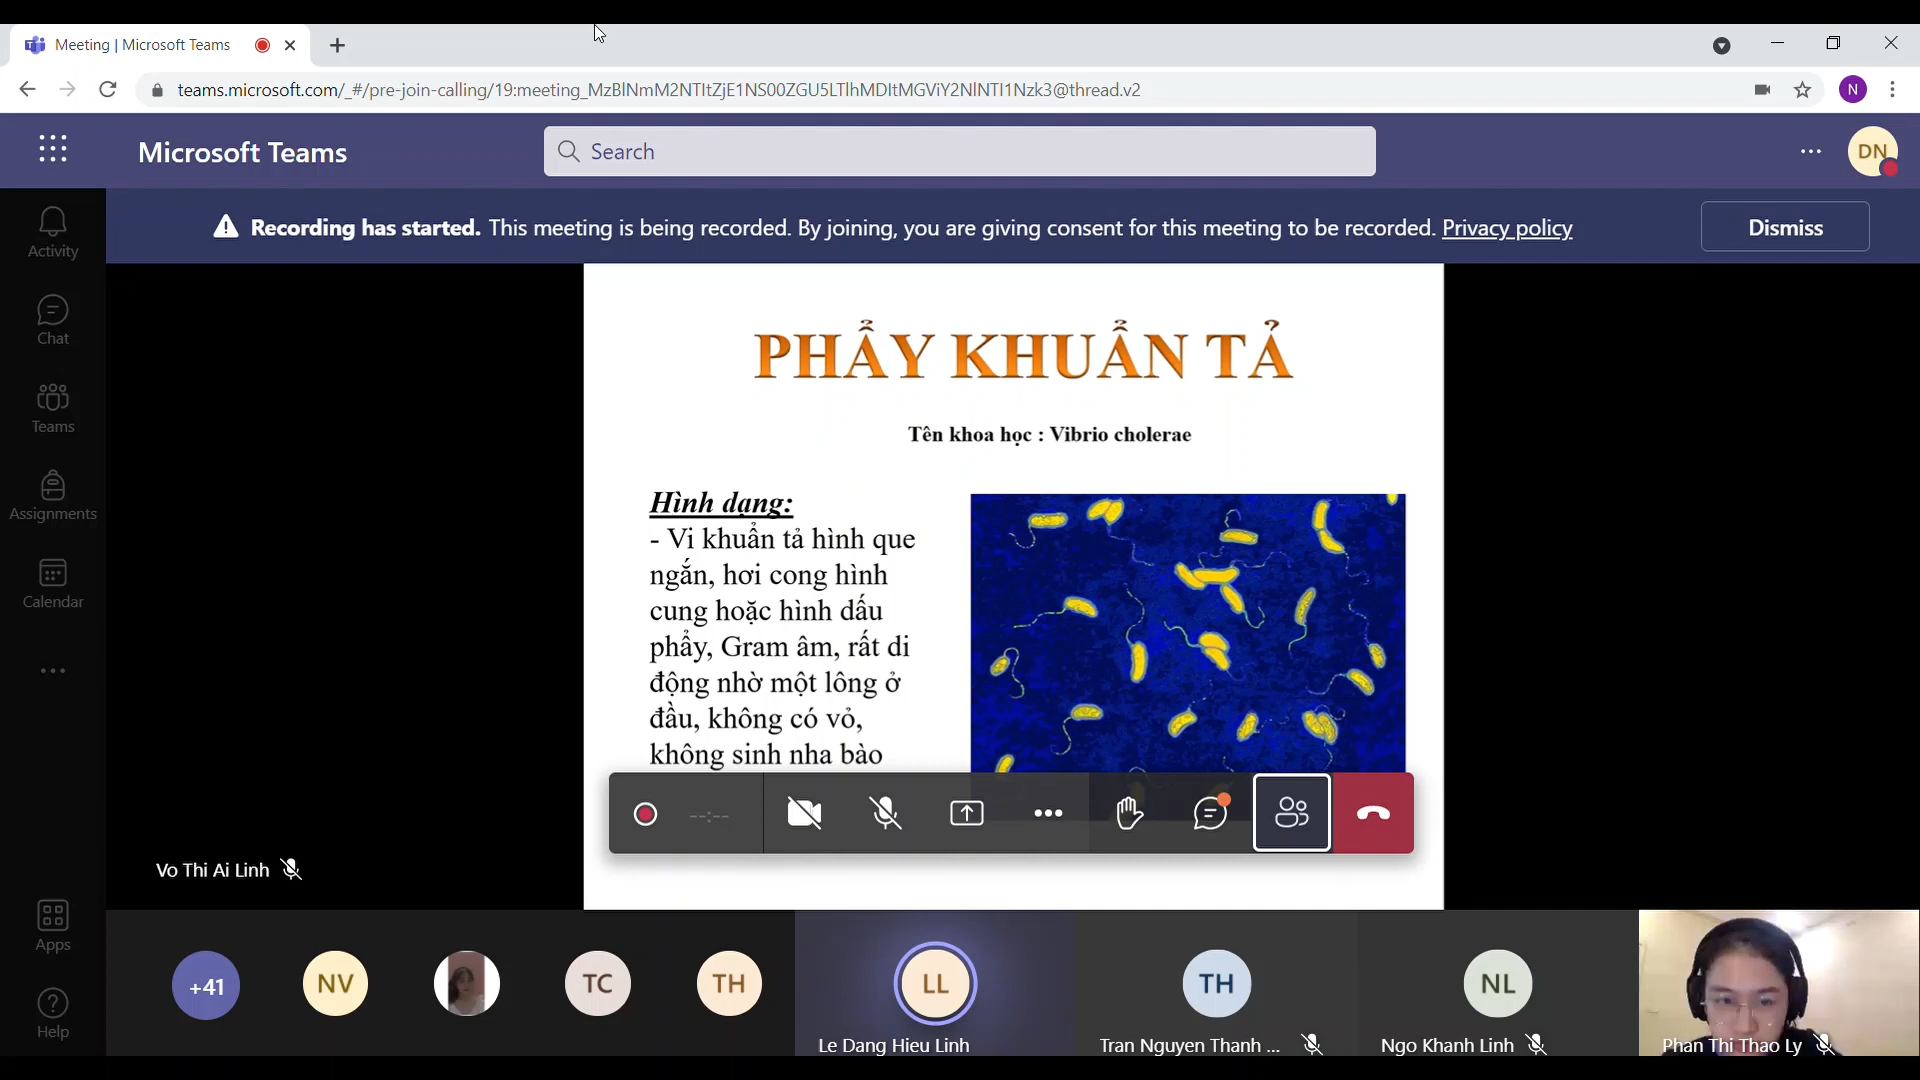 Meeting | Microsoft Teams
teams.microsoft.com/_#/pre-join-calling/19:meeting_MzBlNmM2NTItZjE1NS00ZGU5LTlhMDItMGViY2NlNTI1Nzk3@thread.v2
N
Microsoft Teams
Search
DN
Recording has started. This meeting is being recorded. By joining, you are giving consent for this meeting to be recorded. Privacy policy
Dismiss
Activity
Chat
Teams
Assignments
Calendar
Apps
Help
PHẨY KHUẨN TẢ
Tên khoa học : Vibrio cholerae
Hình dạng:
- Vi khuẩn tả hình que
ngắn, hơi cong hình
cung hoặc hình dấu
phẩy, Gram âm, rất di
động nhờ một lông ở
đầu, không có vỏ,
không sinh nha bào
--:--
Vo Thi Ai Linh
+41
NV
TC
TH
LL
Le Dang Hieu Linh
TH
Tran Nguyen Thanh ...
NL
Ngo Khanh Linh
Phan Thi Thao Ly